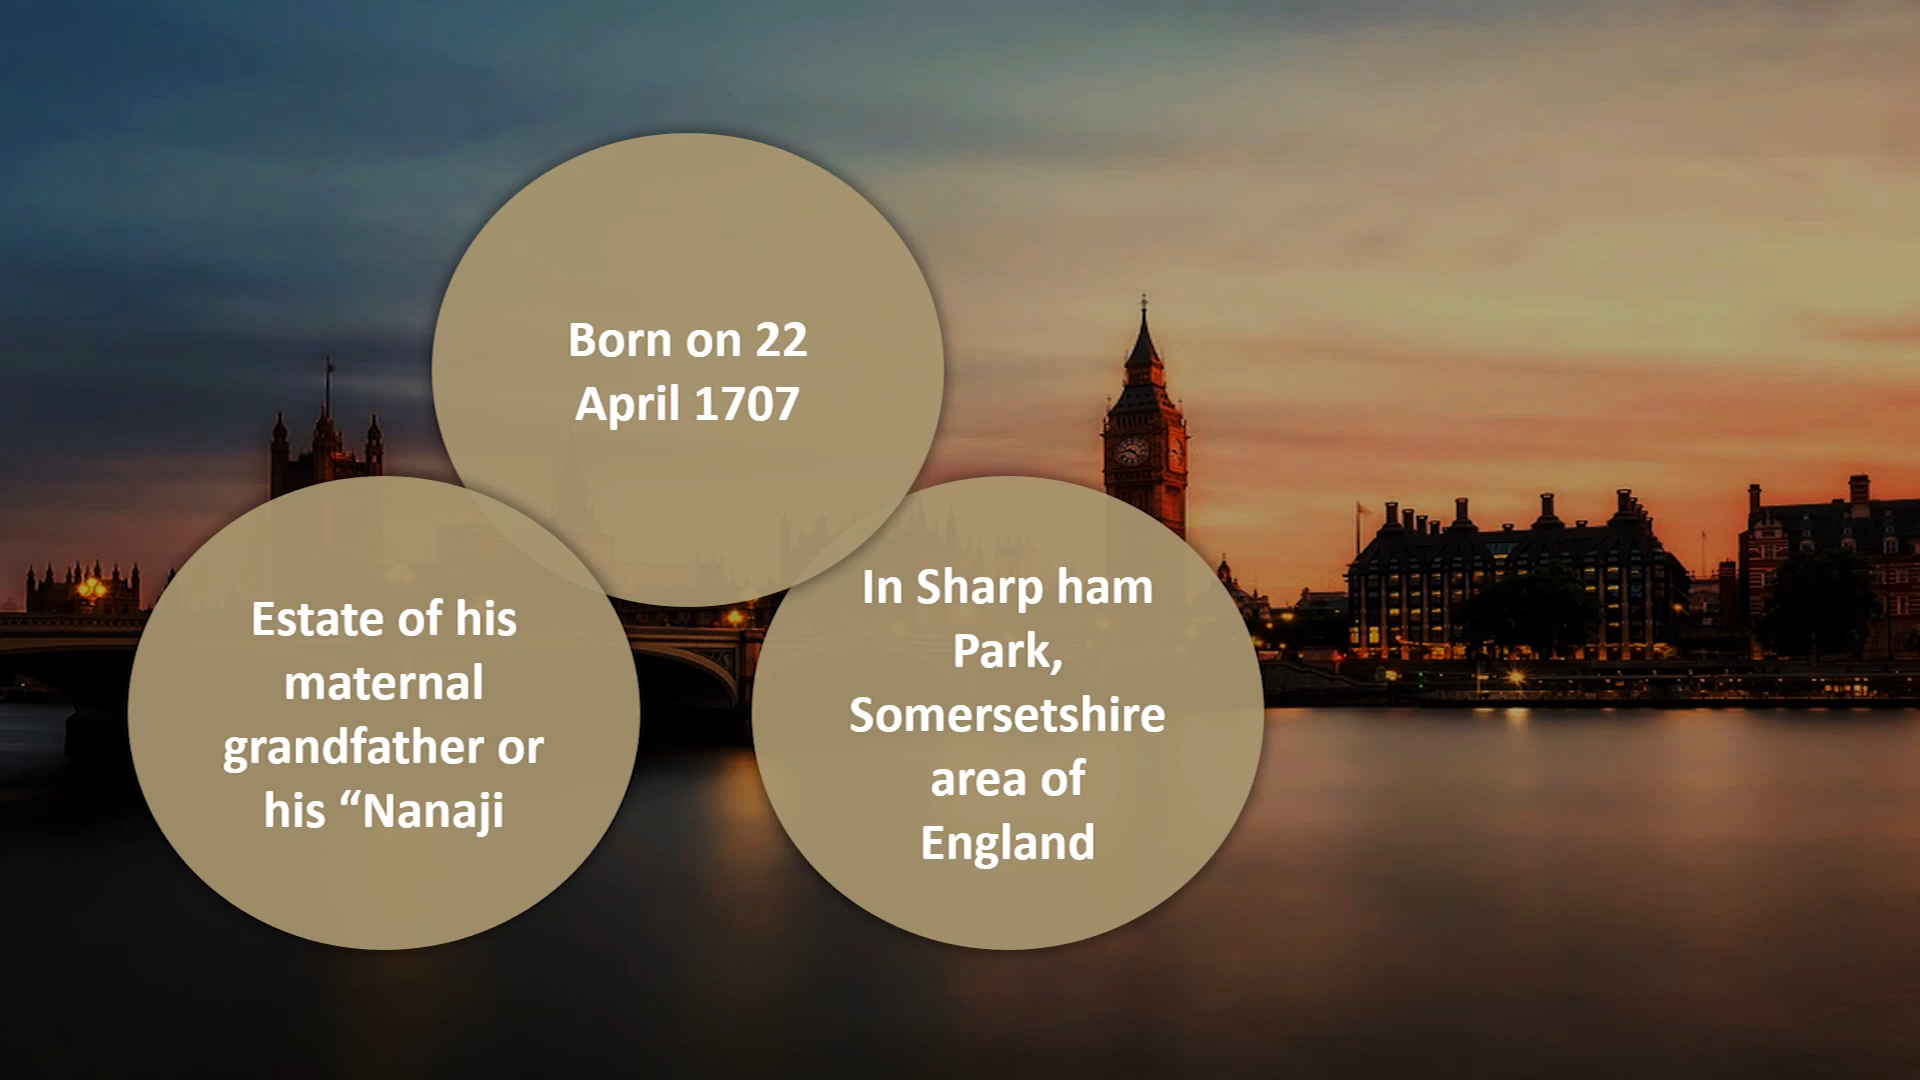 Born on 22
April 1707
Estate of his
maternal
grandfather or
his “Nanaji
In Sharp ham
Park,
Somersetshire
area of
England